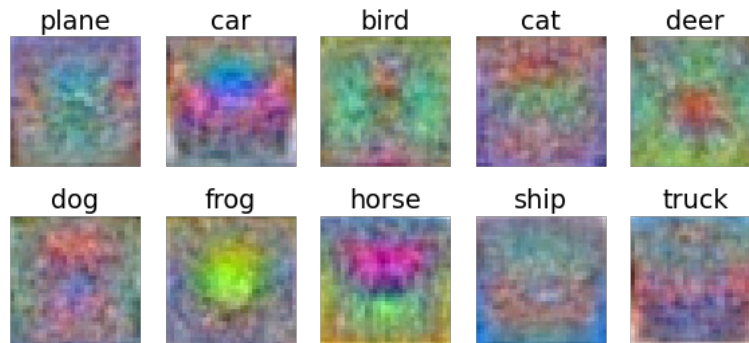 plane car bird cat deer
dog frog horse ship truck